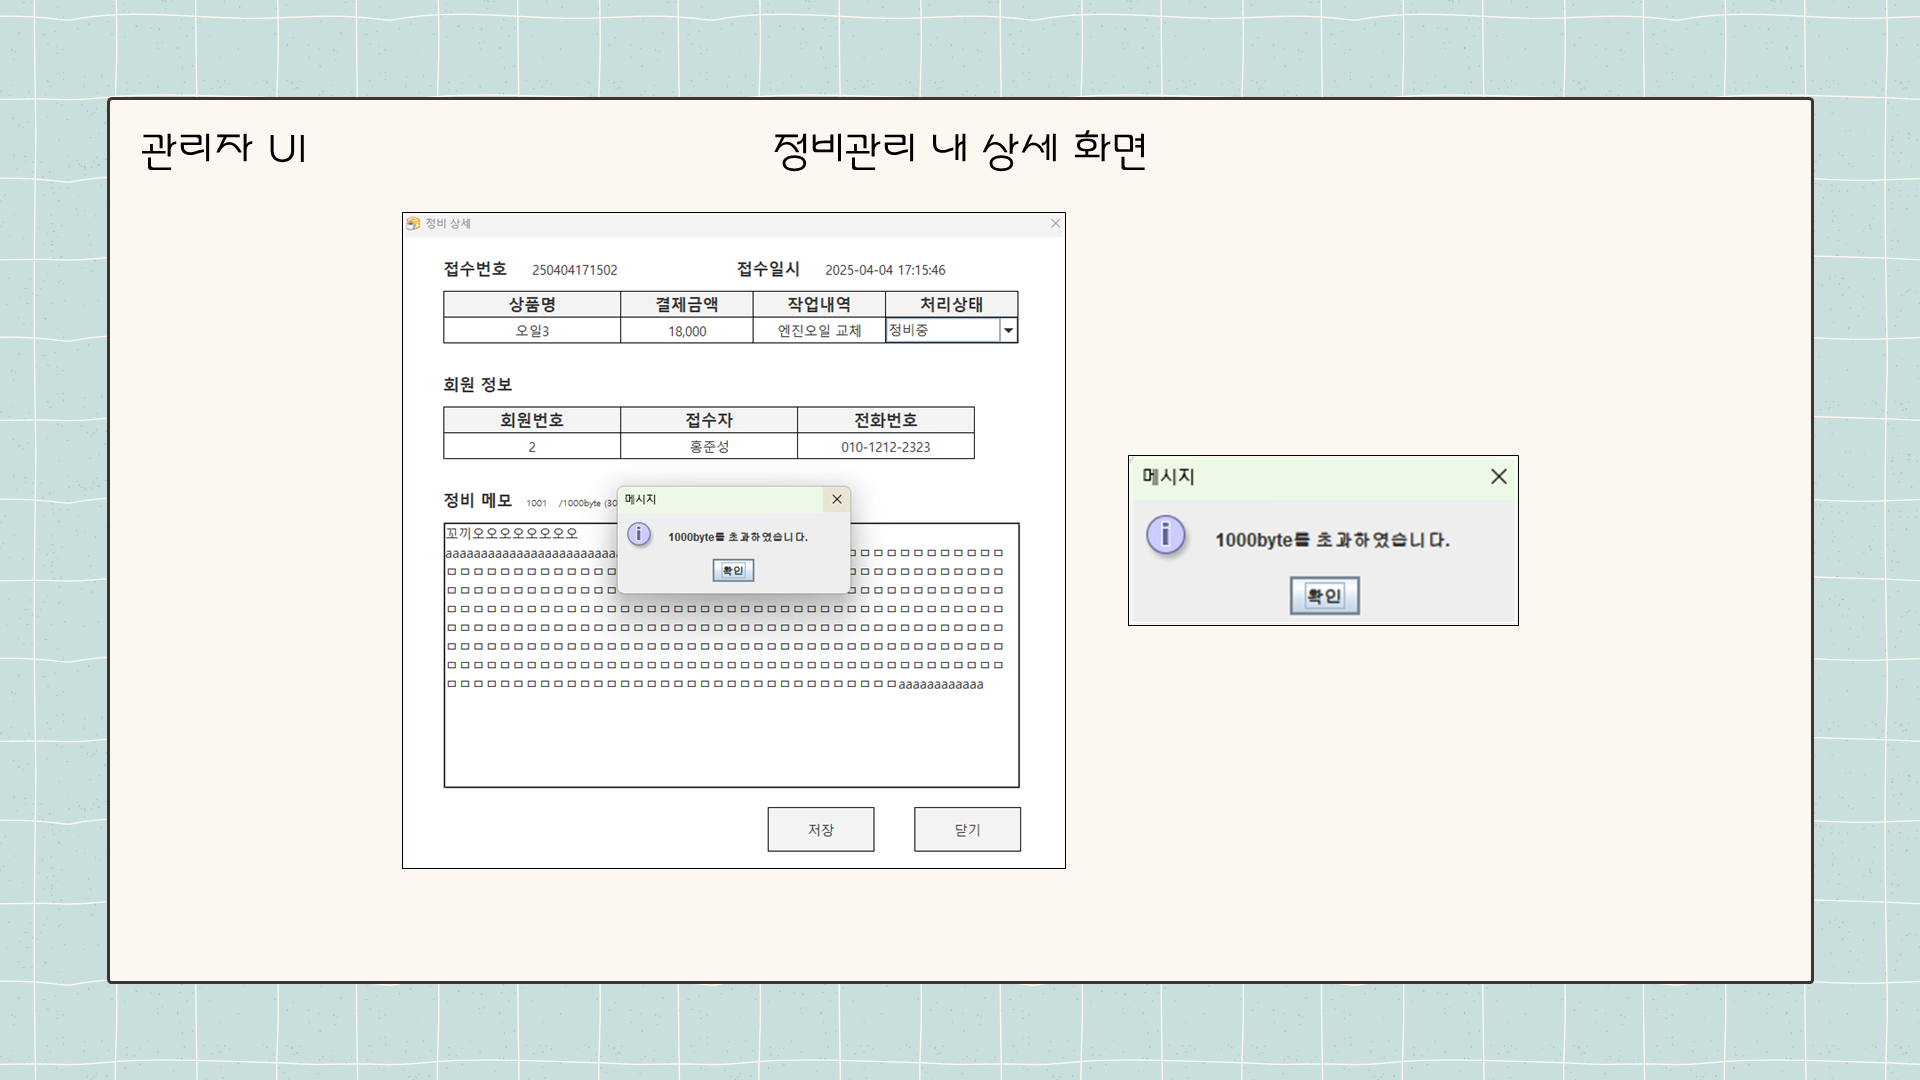 관리자 UI
정비관리 내 상세 화면
정비 상세
접수번호 250404171502 접수일시 2025-04-04 17:15:46
상품명 결제금액 작업내역 처리상태
오일3 18,000 엔진오일 교체 정비중
회원 정보
회원번호 접수자 전화번호
2 홍준성 010-1212-2323
정비 메모 1001 /1000byte (30
메시지
1000byte를 초과하였습니다.
확인
꼬끼오오오오오오오오
aaaaaaaaaaaaaaaaaaaaaaaa
aaaaaaaaaaaa
저장 닫기
메시지
1000byte를 초과하였습니다.
확인